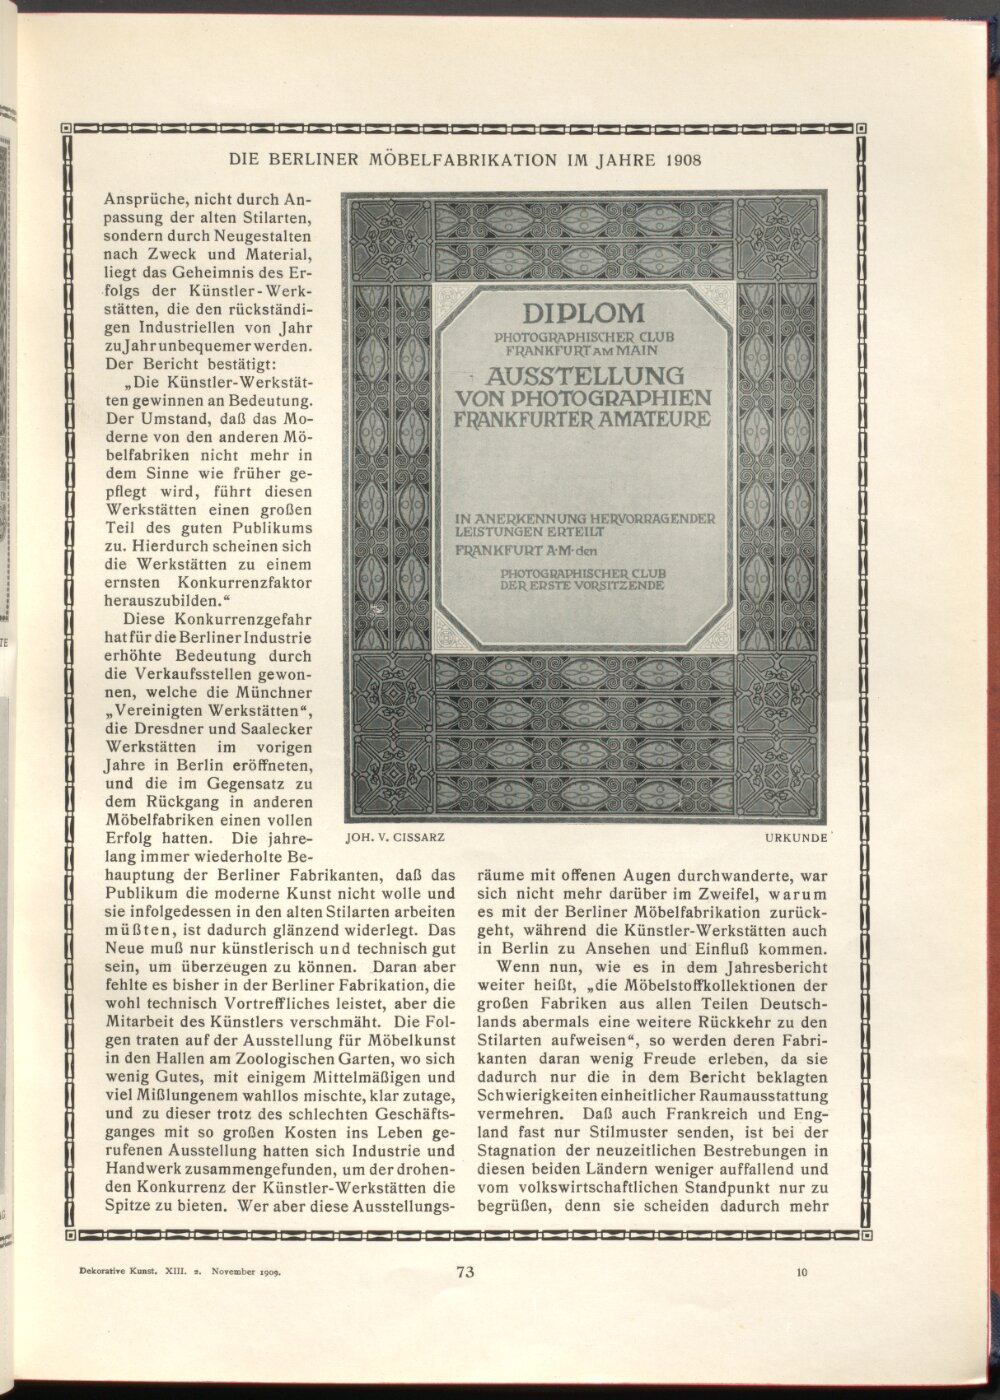 DIE BERLINER MÖBELFABRIKATION IM JAHRE 1908
Ansprüche, nicht durch An-
passung der alten Stilarten,
sondern durch Neugestalten
nach Zweck und Material,
liegt das Geheimnis des Er-
folgs der Künstler-Werk-
stätten, die den rückständi-
gen Industriellen von Jahr
zu Jahr unbequemer werden.
Der Bericht bestätigt:
„Die Künstler-Werkstät-
ten gewinnen an Bedeutung.
Der Umstand, daß das Mo-
derne von den anderen Mö-
belfabriken nicht mehr in
dem Sinne wie früher ge-
pflegt wird, führt diesen
Werkstätten einen großen
Teil des guten Publikums
zu. Hierdurch scheinen sich
die Werkstätten zu einem
ernsten Konkurrenzfaktor
herauszubilden.“
Diese Konkurrenzgefahr
hat für die Berliner Industrie
erhöhte Bedeutung durch
die Verkaufsstellen gewon-
nen, welche die Münchner
„Vereinigten Werkstätten“,
die Dresdner und Saalecker
Werkstätten im vorigen
Jahre in Berlin eröffneten,
und die im Gegensatz zu
dem Rückgang in anderen
Möbelfabriken einen vollen
Erfolg hatten. Die jahre-
lang immer wiederholte Be-
hauptung der Berliner Fabrikanten, daß das
Publikum die moderne Kunst nicht wolle und
sie infolgedessen in den alten Stilarten arbeiten
müßten, ist dadurch glänzend widerlegt. Das
Neue muß nur künstlerisch und technisch gut
sein, um überzeugen zu können. Daran aber
fehlte es bisher in der Berliner Fabrikation, die
wohl technisch Vortreffliches leistet, aber die
Mitarbeit des Künstlers verschmäht. Die Fol-
gen traten auf der Ausstellung für Möbelkunst
in den Hallen am Zoologischen Garten, wo sich
wenig Gutes, mit einigem Mittelmäßigen und
viel Mißlungenem wahllos mischte, klar zutage,
und zu dieser trotz des schlechten Geschäfts-
ganges mit so großen Kosten ins Leben ge-
rufenen Ausstellung hatten sich Industrie und
Handwerk zusammengefunden, um der drohen-
den Konkurrenz der Künstler-Werkstätten die
Spitze zu bieten. Wer aber diese Ausstellungs-
DIPLOM
PHOTOGRAPHISCHER CLUB
FRANKFURT AM MAIN
AUSSTELLUNG
VON PHOTOGRAPHIEN
FRANKFURTER AMATEURE
IN ANERKENNUNG HERVORRAGENDER
LEISTUNGEN ERTEILT
FRANKFURT A·M· den
PHOTOGRAPHISCHER CLUB
DER ERSTE VORSITZENDE
JOH. V. CISSARZ
URKUNDE
räume mit offenen Augen durchwanderte, war
sich nicht mehr darüber im Zweifel, warum
es mit der Berliner Möbelfabrikation zurück-
geht, während die Künstler-Werkstätten auch
in Berlin zu Ansehen und Einfluß kommen.
Wenn nun, wie es in dem Jahresbericht
weiter heißt, „die Möbelstoffkollektionen der
großen Fabriken aus allen Teilen Deutsch-
lands abermals eine weitere Rückkehr zu den
Stilarten aufweisen“, so werden deren Fabri-
kanten daran wenig Freude erleben, da sie
dadurch nur die in dem Bericht beklagten
Schwierigkeiten einheitlicher Raumausstattung
vermehren. Daß auch Frankreich und Eng-
land fast nur Stilmuster senden, ist bei der
Stagnation der neuzeitlichen Bestrebungen in
diesen beiden Ländern weniger auffallend und
vom volkswirtschaftlichen Standpunkt nur zu
begrüßen, denn sie scheiden dadurch mehr
Dekorative Kunst. XIII. 2. November 1909.
73
10